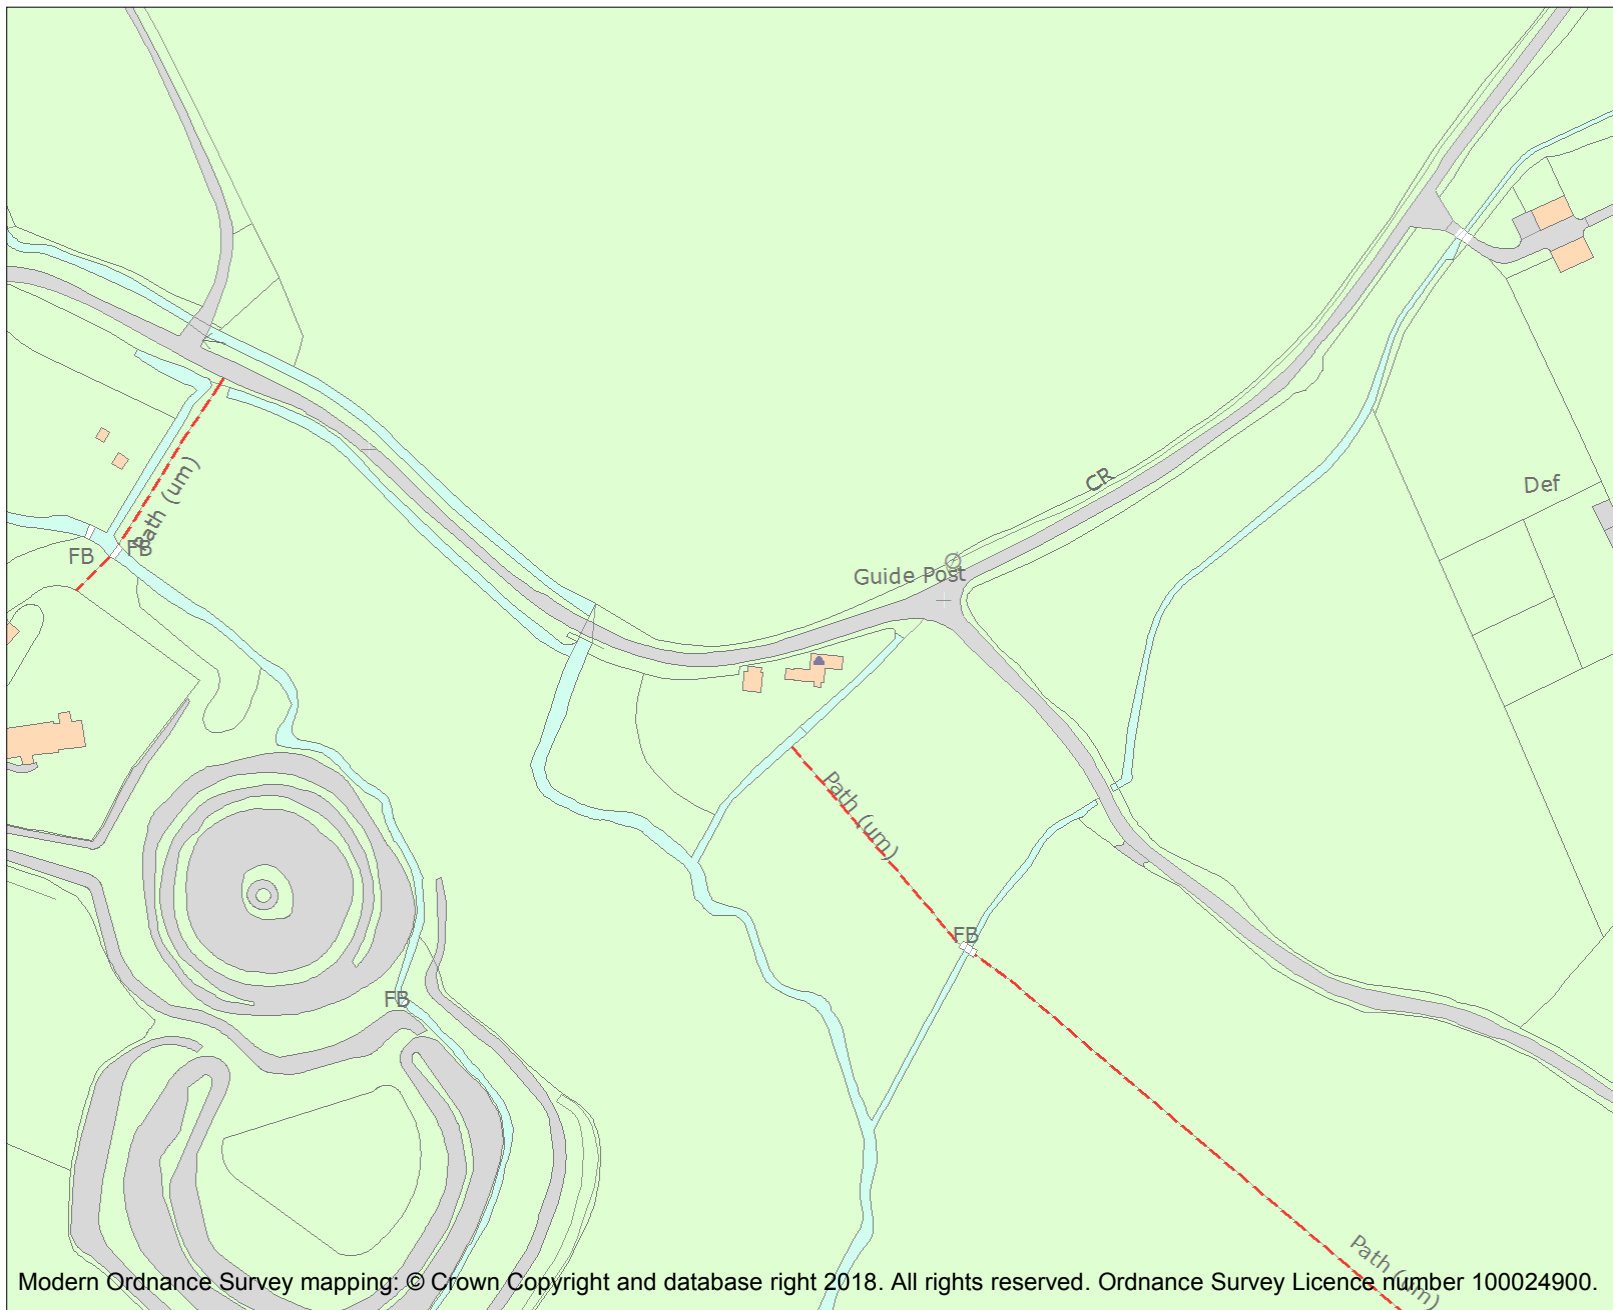 CR
Def
Path (um)
FB
FB
Guide Post
Path (um)
FB
FB
Path (um)
Modern Ordnance Survey mapping: © Crown Copyright and database right 2018. All rights reserved. Ordnance Survey Licence number 100024900.